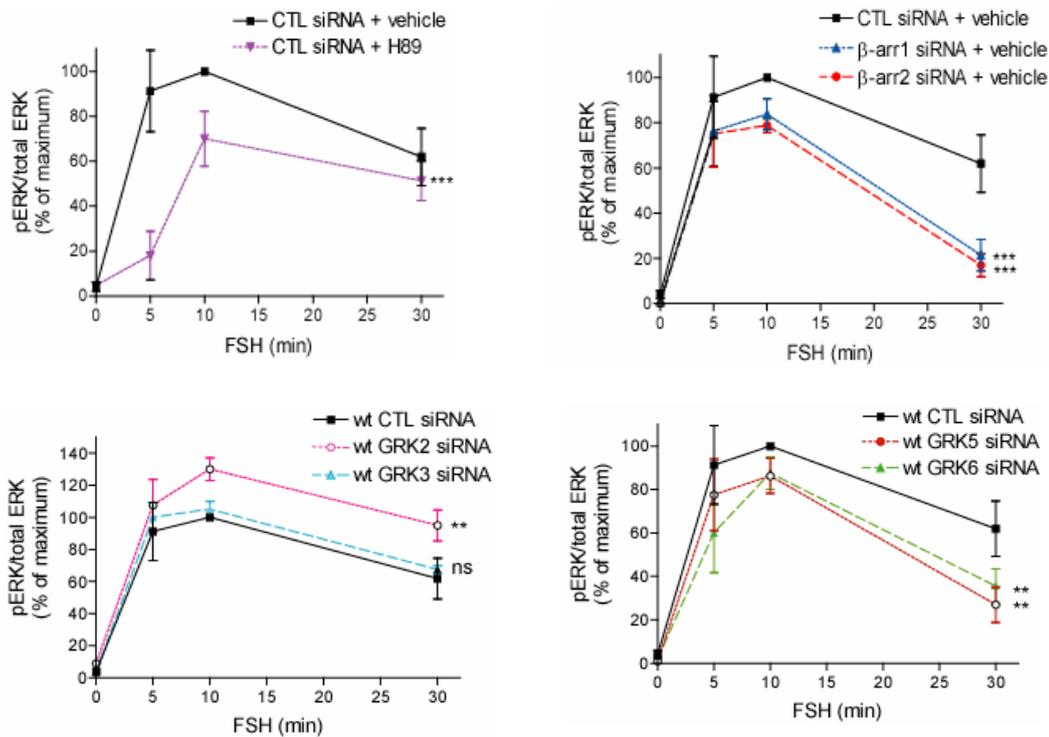 CTL siRNA + vehicle
CTL siRNA + H89
pERK/total ERK
(% of maximum)
100
80
60
40
20
0
***
0 5 10 15 20 25 30
FSH (min)
CTL siRNA + vehicle
β-arr1 siRNA + vehicle
β-arr2 siRNA + vehicle
pERK/total ERK
(% of maximum)
100
80
60
40
20
0
***
***
0 5 10 15 20 25 30
FSH (min)
wt CTL siRNA
wt GRK2 siRNA
wt GRK3 siRNA
pERK/total ERK
(% of maximum)
140
120
100
80
60
40
20
0
**
ns
0 5 10 15 20 25 30
FSH (min)
wt CTL siRNA
wt GRK5 siRNA
wt GRK6 siRNA
pERK/total ERK
(% of maximum)
100
80
60
40
20
0
**
**
0 5 10 15 20 25 30
FSH (min)